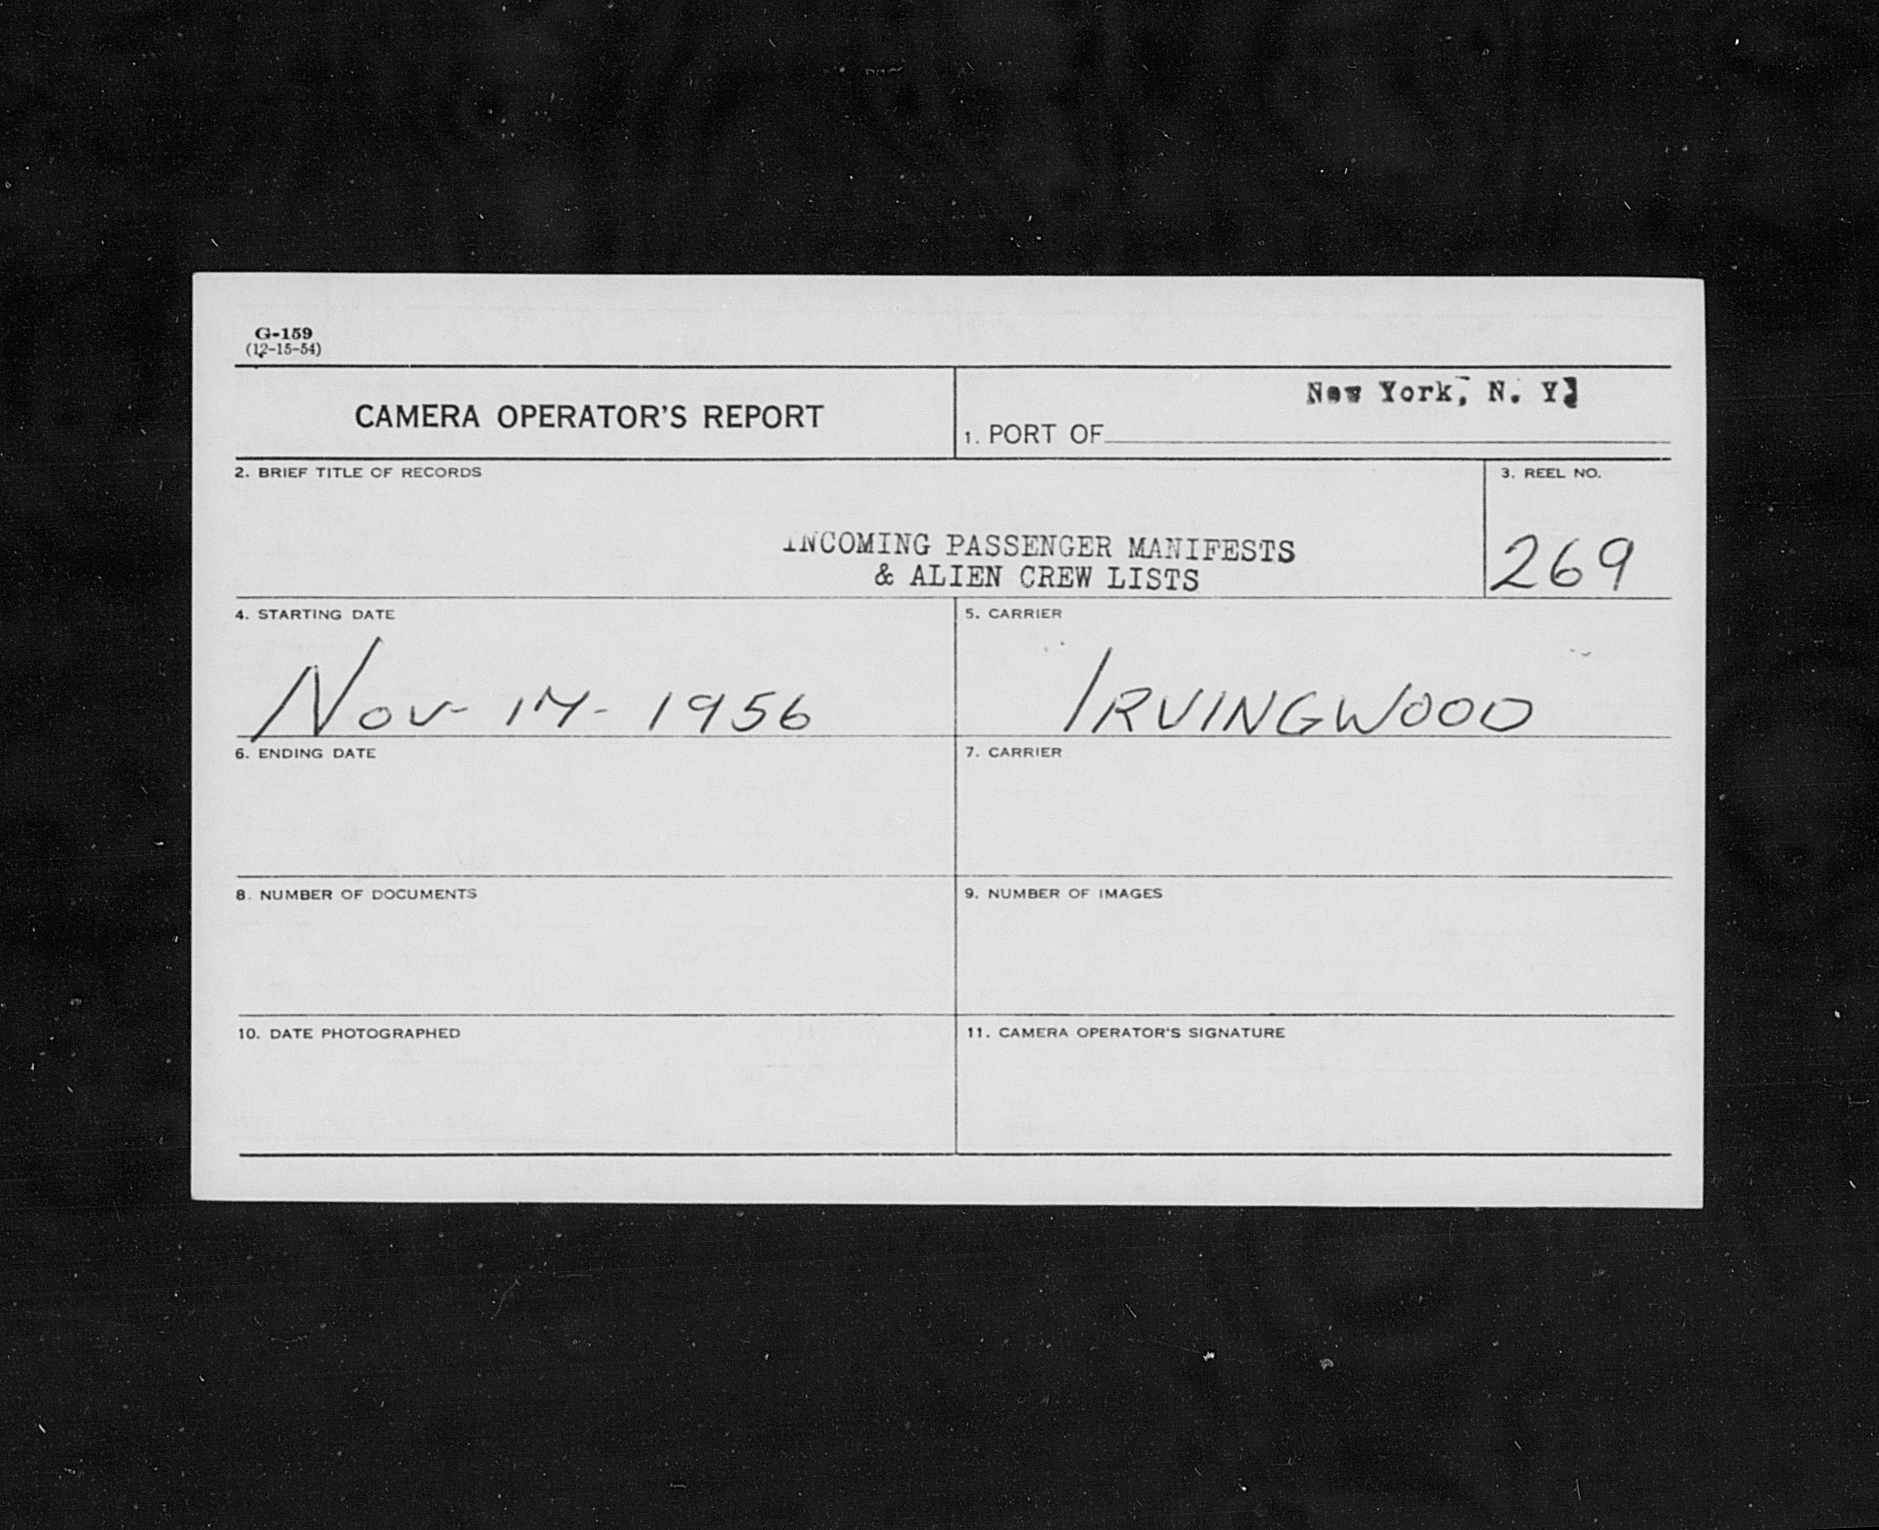 G-159
(12-15-54)
CAMERA OPERATOR'S REPORT
New York, N. Y.
1. PORT OF
2. BRIEF TITLE OF RECORDS
3. REEL NO.
INCOMING PASSENGER MANIFESTS
& ALIEN CREW LISTS
269
4. STARTING DATE
5. CARRIER
Nov- 17- 1956
IRVINGWOOD
6. ENDING DATE
7. CARRIER
8. NUMBER OF DOCUMENTS
9. NUMBER OF IMAGES
10. DATE PHOTOGRAPHED
11. CAMERA OPERATOR'S SIGNATURE